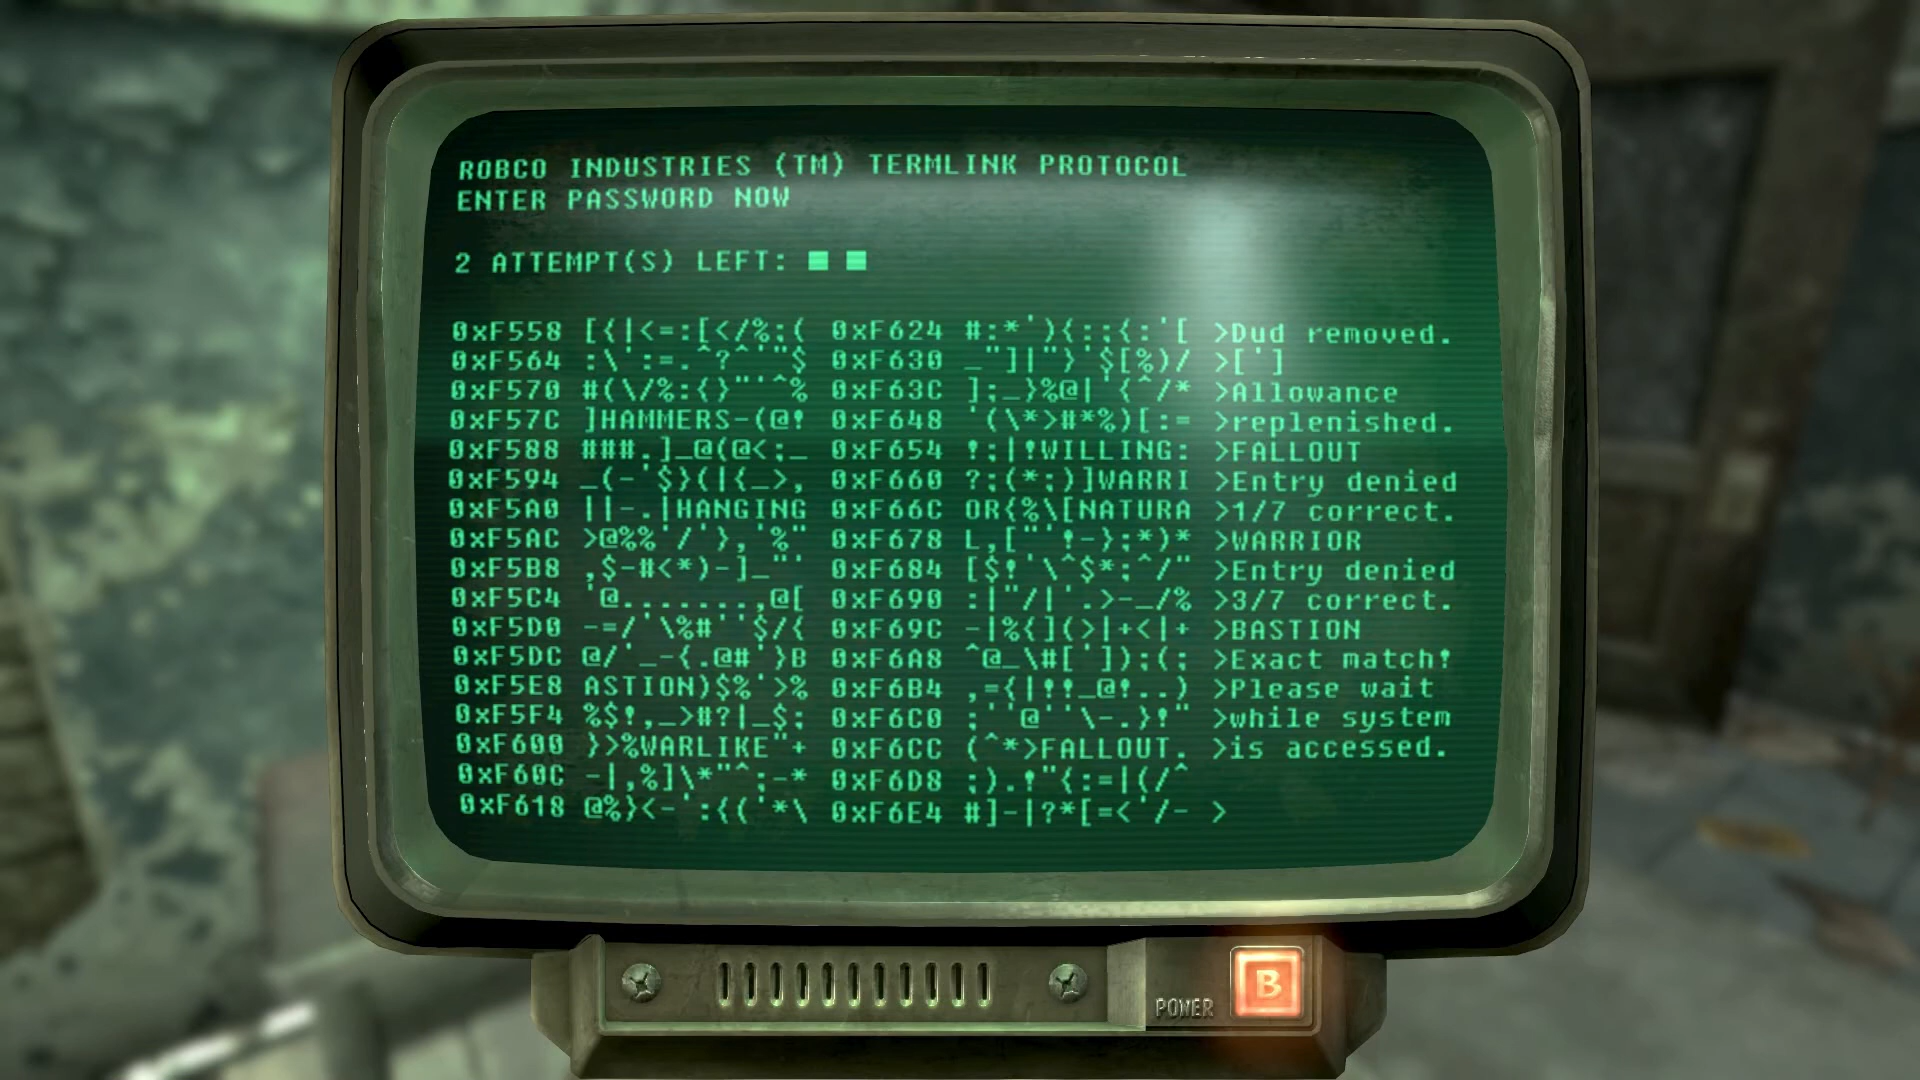 ROBCO INDUSTRIES (TM) TERMLINK PROTOCOL
ENTER PASSWORD NOW
2 ATTEMPT(S) LEFT: ■ ■
0xF558 [{|<=:[</%;( 0xF624 #:*'){:;{:'[ >Dud removed.
0xF564 :\':=.^?^'"$ 0xF630 _"]|"}'$[%)/ >[']
0xF570 #(\/%:{}"'^% 0xF63C ];_}%@|'{^/* >Allowance
0xF57C ]HAMMERS-(@! 0xF648 '(\*>#*%)[:= >replenished.
0xF588 ###.]_@(@<;_ 0xF654 !;|!WILLING: >FALLOUT
0xF594 _(-'$}(|{_>, 0xF660 ?;(*;)]WARRI >Entry denied
0xF5A0 ||-.|HANGING 0xF66C OR{%\[NATURA >1/7 correct.
0xF5AC >@%%'/'},'%" 0xF678 L,["'!-};*)* >WARRIOR
0xF5B8 ,$-#<*)-]_"' 0xF684 [$!'\^$*;^/" >Entry denied
0xF5C4 '@.......,@[ 0xF690 :|"/|'.>-_/% >3/7 correct.
0xF5D0 -=/'\%#''$/{ 0xF69C -|%{](>|+<|+ >BASTION
0xF5DC @/'_-{.@#'}B 0xF6A8 ^@_\#[']);(; >Exact match!
0xF5E8 ASTION)$%'>% 0xF6B4 ,={|!!_@!..) >Please wait
0xF5F4 %$!,_>#?|_$; 0xF6C0 ;''@''\-.}!" >while system
0xF600 }>%WARLIKE"+ 0xF6CC (^*>FALLOUT. >is accessed.
0xF60C -|,%]\*"^;-* 0xF6D8 ;).!"{:=|(/^
0xF618 @%}<-':{('*\ 0xF6E4 #]-|?*[=<'/- >
POWER
B